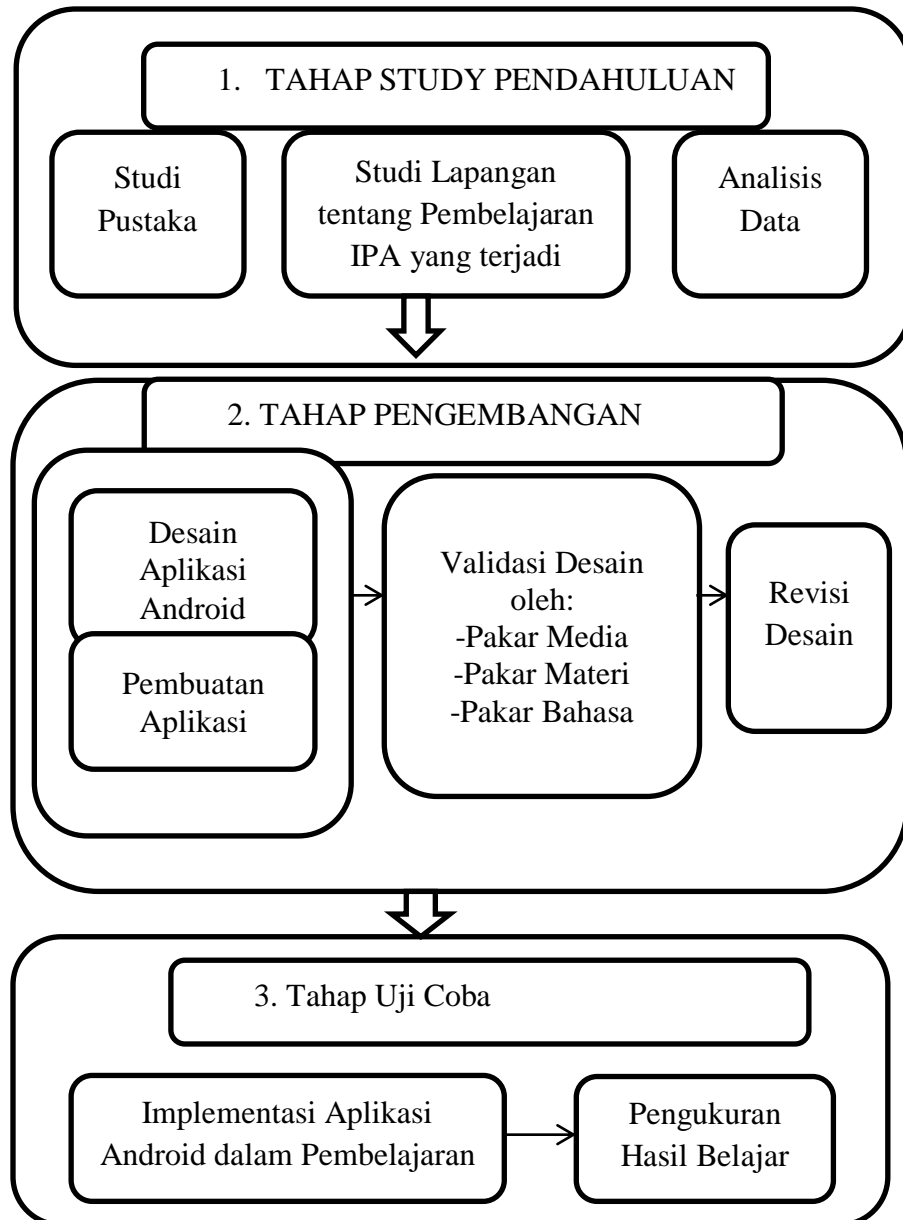 1. TAHAP STUDY PENDAHULUAN
Studi
Pustaka
Studi Lapangan
tentang Pembelajaran
IPA yang terjadi
Analisis
Data
2. TAHAP PENGEMBANGAN
Desain
Aplikasi
Android
Pembuatan
Aplikasi
Validasi Desain
oleh:
-Pakar Media
-Pakar Materi
-Pakar Bahasa
Revisi
Desain
3. Tahap Uji Coba
Implementasi Aplikasi
Android dalam Pembelajaran
Pengukuran
Hasil Belajar